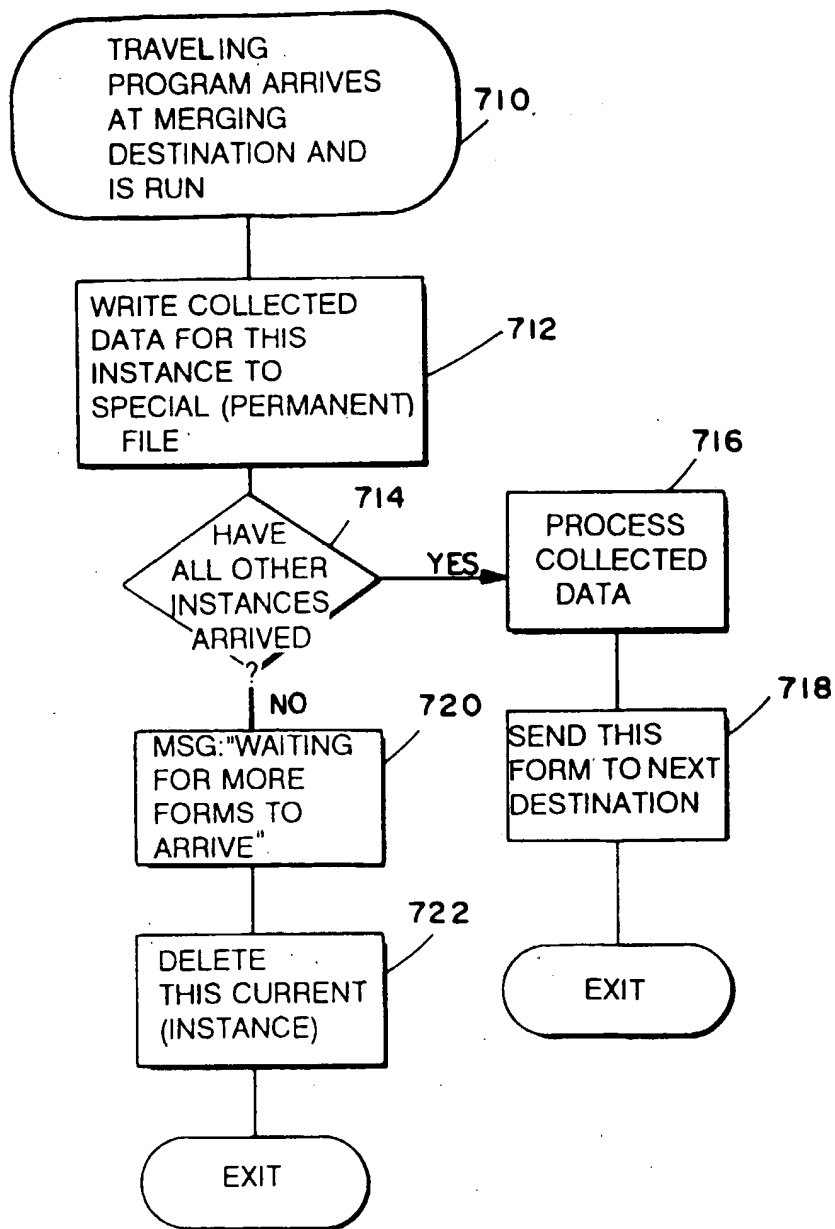 TRAVELING
PROGRAM ARRIVES
AT MERGING
DESTINATION AND
IS RUN
710
WRITE COLLECTED
DATA FOR THIS
INSTANCE TO
SPECIAL (PERMANENT)
FILE
712
HAVE
ALL OTHER
INSTANCES
ARRIVED
?
714
YES
716
PROCESS
COLLECTED
DATA
718
SEND THIS
FORM TO NEXT
DESTINATION
EXIT
NO
720
MSG:"WAITING
FOR MORE
FORMS TO
ARRIVE"
722
DELETE
THIS CURRENT
(INSTANCE)
EXIT